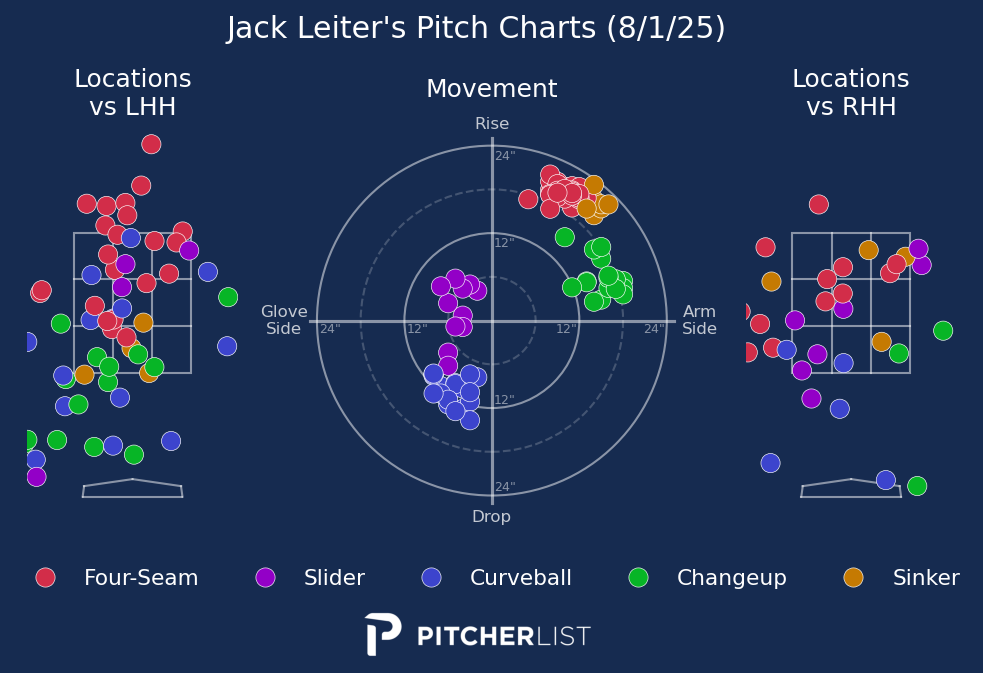 Jack Leiter's Pitch Charts (8/1/25)
Locations
vs LHH
Movement
Locations
vs RHH
Rise
24"
12"
Glove
Side
24"
12"
12"
24"
Arm
Side
12"
24"
Drop
Four-Seam
Slider
Curveball
Changeup
Sinker
PITCHERLIST